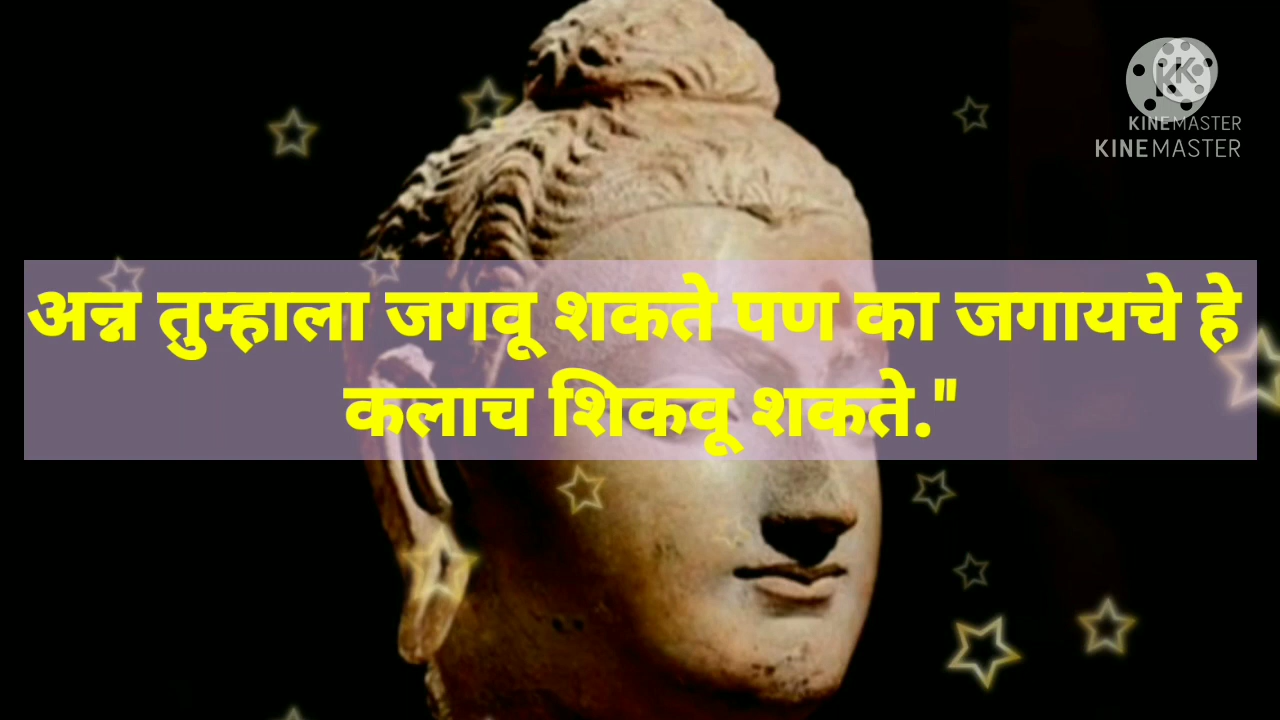 KINEMASTER
KINEMASTER
अन्न तुम्हाला जगवू शकते पण का जगायचे हे
कलाच शिकवू शकते."